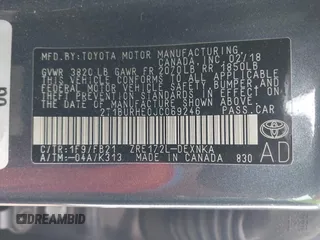 MFD.BY:TOYOTA MOTOR MANUFACTURING
CANADA INC. 02/18
GVWR 3820 LB GAWR FR 2070LB RR 1850LB
THIS VEHICLE CONFORMS TO ALL APPLICABLE
FEDERAL MOTOR VEHICLE SAFETY, BUMPER, AND
THEFT PREVENTION STANDARDS IN EFFECT ON
THE DATE OF MANUFACTURE SHOWN ABOVE.
2T1BURHE0JC069246 PASS.CAR
C/TR:1F9/FB21 ZRE172L-DEXNKA
A/TM:-04A/K313 MADE IN CANADA 830
AD
DREAMBID
IAAI